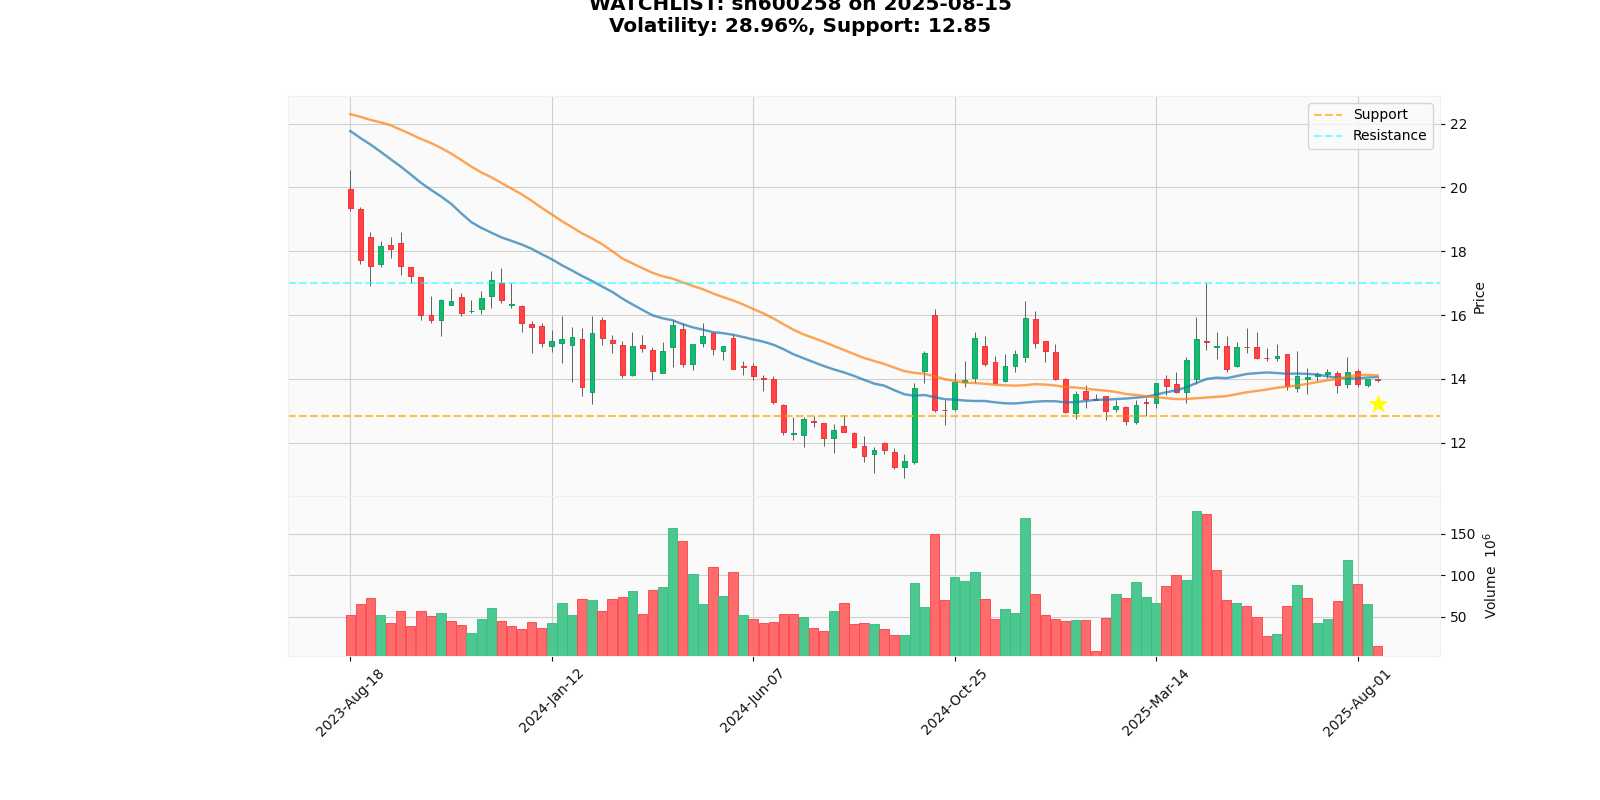 WATCHLIST: sh600258 on 2025-08-15
Volatility: 28.96%, Support: 12.85
Support
Resistance
22
20
18
16
14
12
Price
150
100
50
Volume 10^6
2023-Aug-18
2024-Jan-12
2024-Jun-07
2024-Oct-25
2025-Mar-14
2025-Aug-01